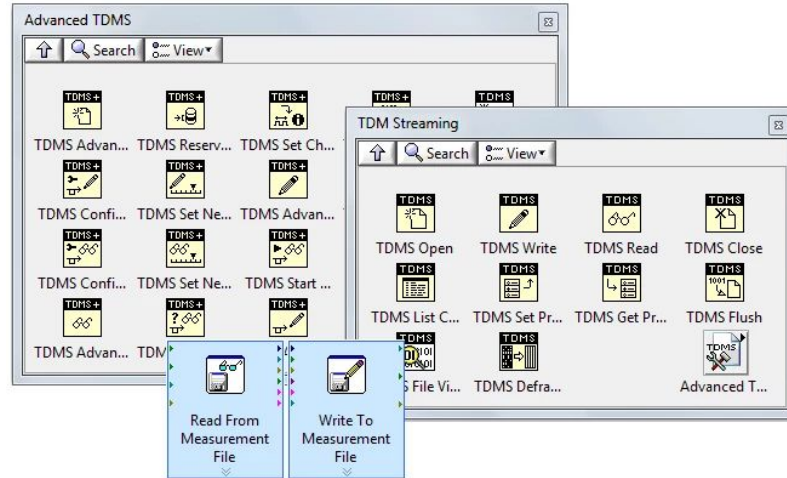 Advanced TDMS
Search View
TDMS+ TDMS+ TDMS+ TDMS+ TDMS
TDMS Advan... TDMS Reserv... TDMS Set Ch...
TDMS+ TDMS+ TDMS+
TDMS Confi... TDMS Set Ne... TDMS Advan...
TDMS+ TDMS+ TDMS+
TDMS Confi... TDMS Set Ne... TDMS Start ...
TDMS+ TDMS+ TDMS+
TDMS Advan...
TDM Streaming
Search View
TDMS TDMS TDMS TDMS
TDMS Open TDMS Write TDMS Read TDMS Close
TDMS TDMS TDMS TDMS
1001
TDMS List C... TDMS Set Pr... TDMS Get Pr... TDMS Flush
TDMS TDMS TDMS
File Vi... TDMS Defra... Advanced T...
Read From
Measurement
File
Write To
Measurement
File